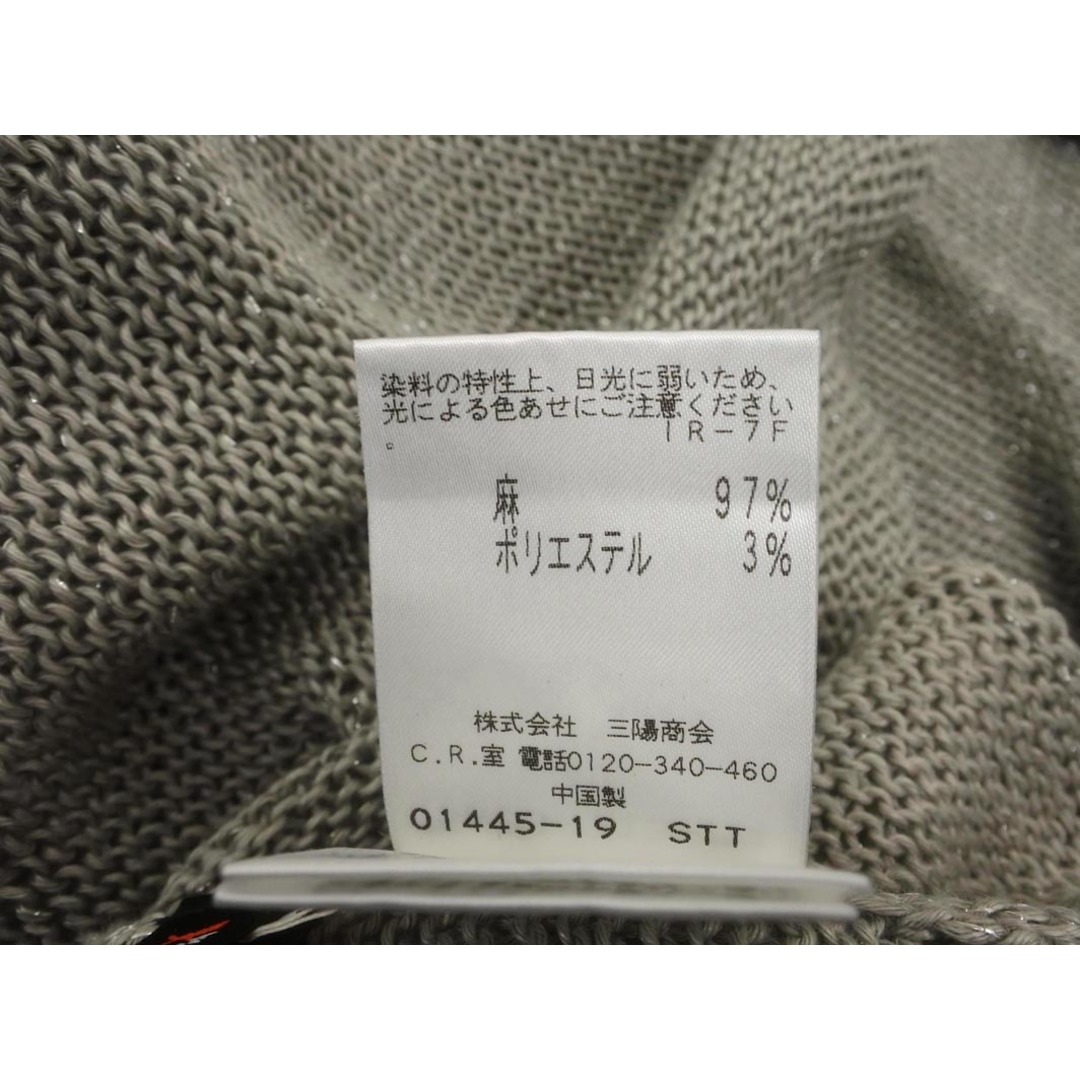 染料の特性上、日光に弱いため、
光による色あせにご注意ください
。
IR-7F
麻 97%
ポリエステル 3%
株式会社 三陽商会
C.R.室 電話0120-340-460
中国製
01445-19 STT